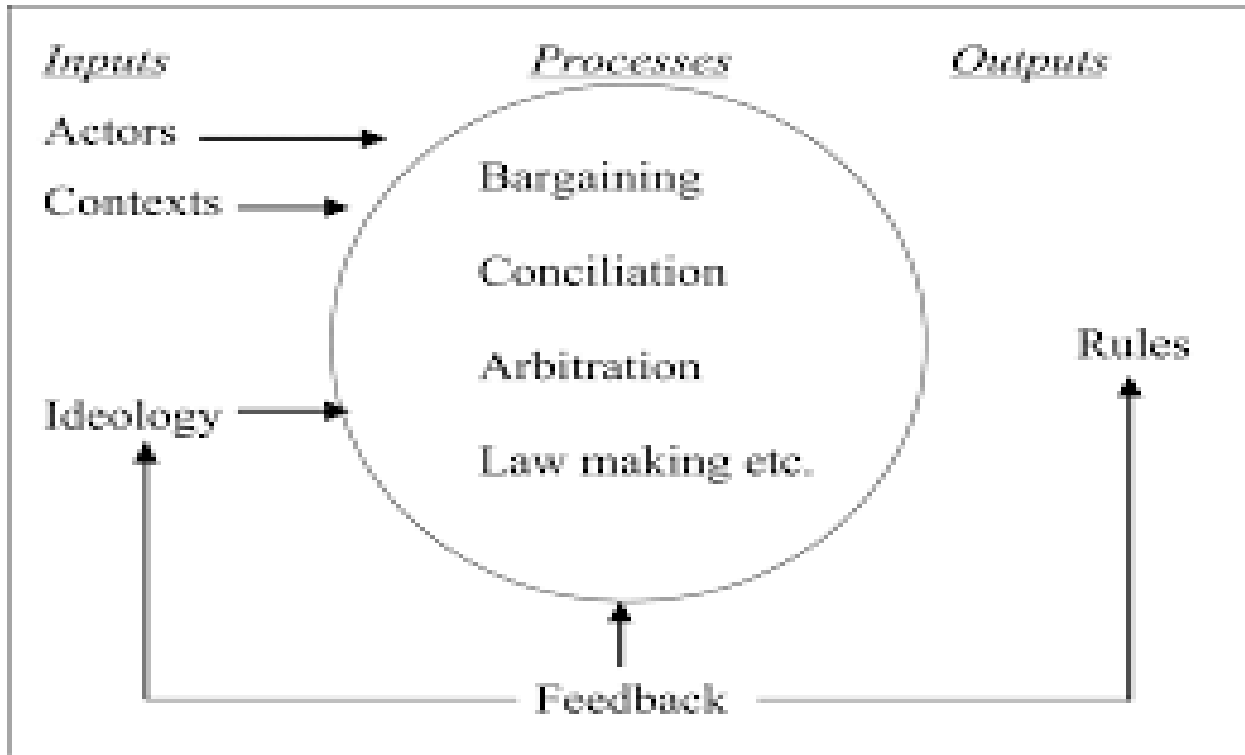 Inputs Processes Outputs
Actors
Bargaining
Contexts
Conciliation
Rules
Arbitration
Ideology
Law making etc.
Feedback